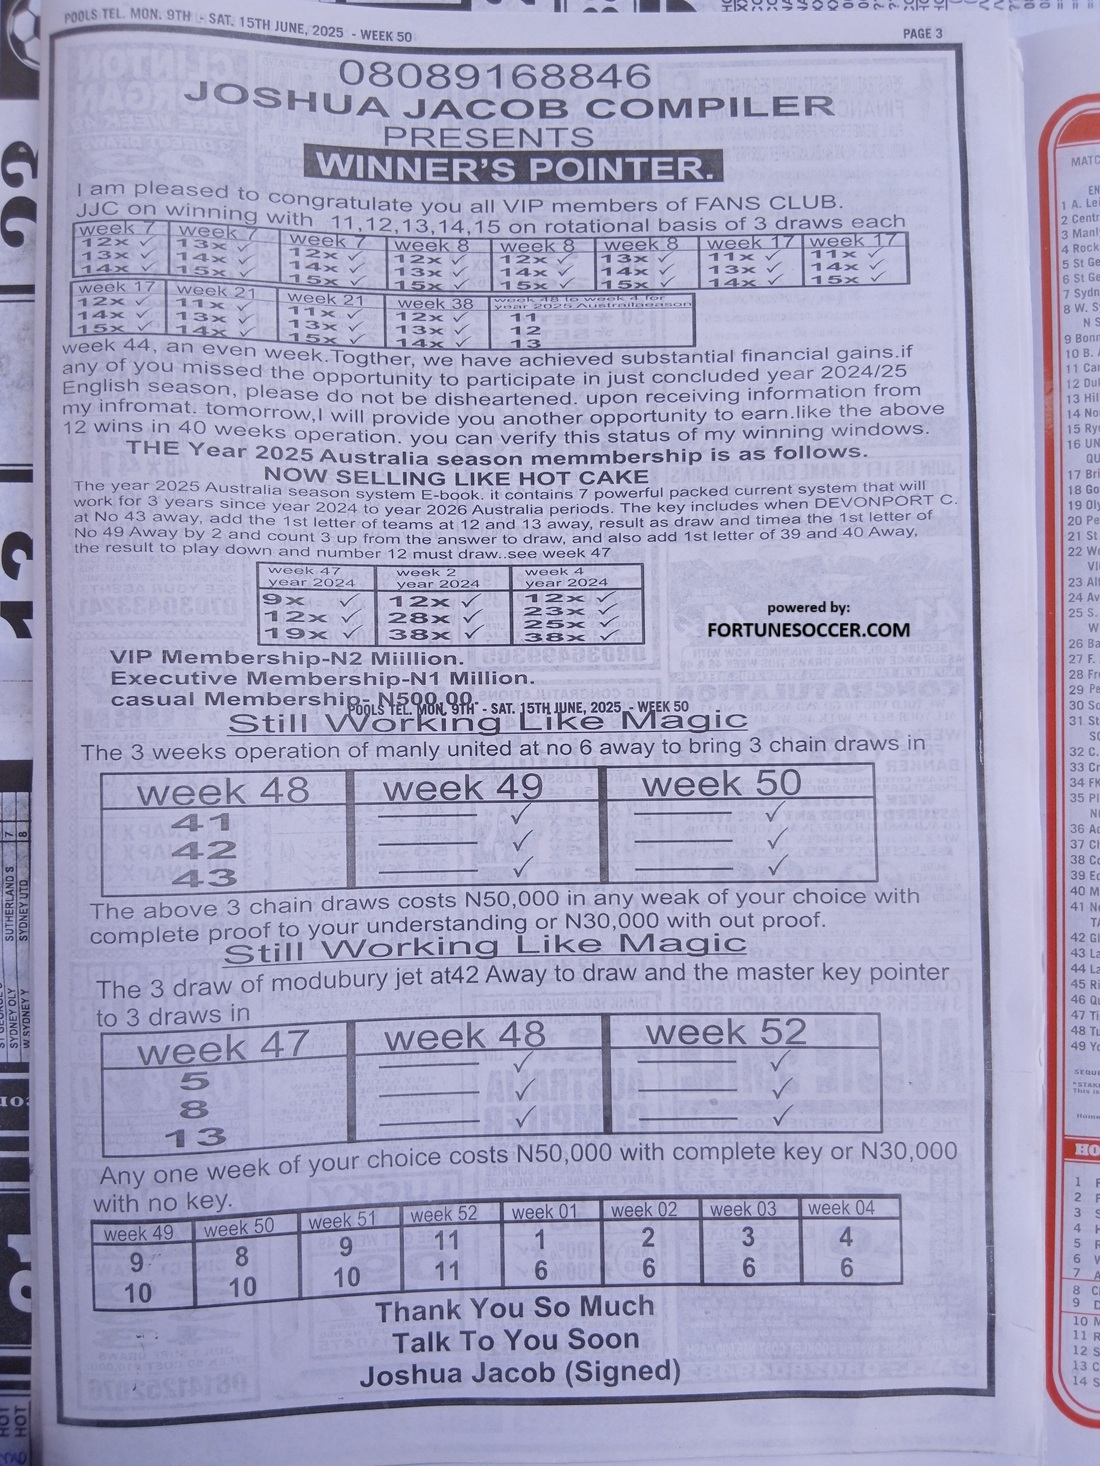 POOLS TEL. MON. 9TH - SAT. 15TH JUNE, 2025 - WEEK 50
PAGE 3
08089168846
JOSHUA JACOB COMPILER
PRESENTS
WINNER'S POINTER.
I am pleased to congratulate you all VIP members of FANS CLUB.
JJC on winning with 11,12,13,14,15 on rotational basis of 3 draws each
week 7 week 7 week 7 week 8 week 8 week 8 week 17 week 17
12x ✓ 13x ✓ 12x ✓ 12x ✓ 12x ✓ 13x ✓ 11x ✓ 11x ✓
13x ✓ 14x ✓ 14x ✓ 13x ✓ 14x ✓ 14x ✓ 13x ✓ 14x ✓
14x ✓ 15x ✓ 15x ✓ 15x ✓ 15x ✓ 15x ✓ 14x ✓ 15x ✓
week 17 week 21 week 21 week 38 week 48 to week 4 for
year 2025 Australiaseason
12x ✓ 11x ✓ 11x ✓ 12x ✓ 11
14x ✓ 13x ✓ 13x ✓ 13x ✓ 12
15x ✓ 14x ✓ 15x ✓ 14x ✓ 13
week 44, an even week.Togther, we have achieved substantial financial gains.if
any of you missed the opportunity to participate in just concluded year 2024/25
English season, please do not be disheartened. upon receiving information from
my infromat. tomorrow,I will provide you another opportunity to earn.like the above
12 wins in 40 weeks operation. you can verify this status of my winning windows.
THE Year 2025 Australia season memmbership is as follows.
NOW SELLING LIKE HOT CAKE
The year 2025 Australia season system E-book. it contains 7 powerful packed current system that will
work for 3 years since year 2024 to year 2026 Australia periods. The key includes when DEVONPORT C.
at No 43 away, add the 1st letter of teams at 12 and 13 away, result as draw and timea the 1st letter of
No 49 Away by 2 and count 3 up from the answer to draw, and also add 1st letter of 39 and 40 Away,
the result to play down and number 12 must draw..see week 47
week 47 week 2 week 4
year 2024 year 2024 year 2024
9x ✓ 12x ✓ 12x ✓
12x ✓ 28x ✓ 23x ✓
19x ✓ 38x ✓ 25x ✓
38x ✓
powered by:
FORTUNESOCCER.COM
VIP Membership-N2 Miillion.
Executive Membership-N1 Million.
casual Membership- N500.00.
POOLS TEL. MON. 9TH - SAT. 15TH JUNE, 2025 - WEEK 50
Still Working Like Magic
The 3 weeks operation of manly united at no 6 away to bring 3 chain draws in
week 48 week 49 week 50
41 ✓ ✓
42 ✓ ✓
43 ✓ ✓
The above 3 chain draws costs N50,000 in any weak of your choice with
complete proof to your understanding or N30,000 with out proof.
Still Working Like Magic
The 3 draw of modubury jet at42 Away to draw and the master key pointer
to 3 draws in
week 47 week 48 week 52
5 ✓ ✓
8 ✓ ✓
13 ✓ ✓
Any one week of your choice costs N50,000 with complete key or N30,000
with no key.
week 49 week 50 week 51 week 52 week 01 week 02 week 03 week 04
9 8 9 11 1 2 3 4
10 10 10 11 6 6 6 6
Thank You So Much
Talk To You Soon
Joshua Jacob (Signed)